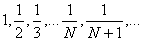 1, 1/2, 1/3, ... 1/N, 1/(N+1), ...